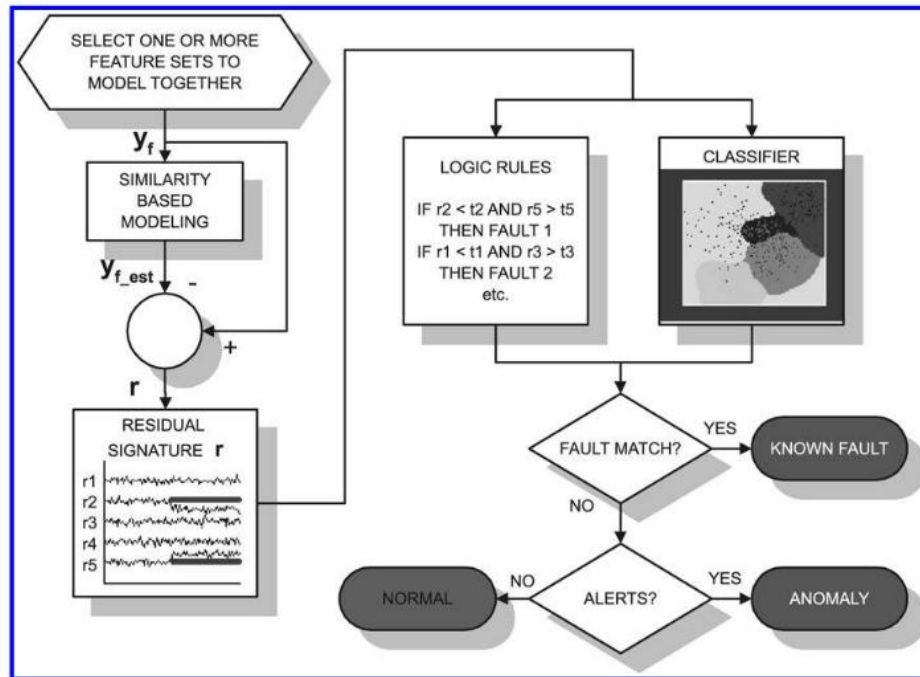 SELECT ONE OR MORE
FEATURE SETS TO
MODEL TOGETHER
y_f
SIMILARITY
BASED
MODELING
y_f_est
-
+
r
RESIDUAL
SIGNATURE r
r1
r2
r3
r4
r5
LOGIC RULES
IF r2 < t2 AND r5 > t5
THEN FAULT 1
IF r1 < t1 AND r3 > t3
THEN FAULT 2
etc.
CLASSIFIER
FAULT MATCH?
YES
KNOWN FAULT
NO
ALERTS?
NO
NORMAL
YES
ANOMALY